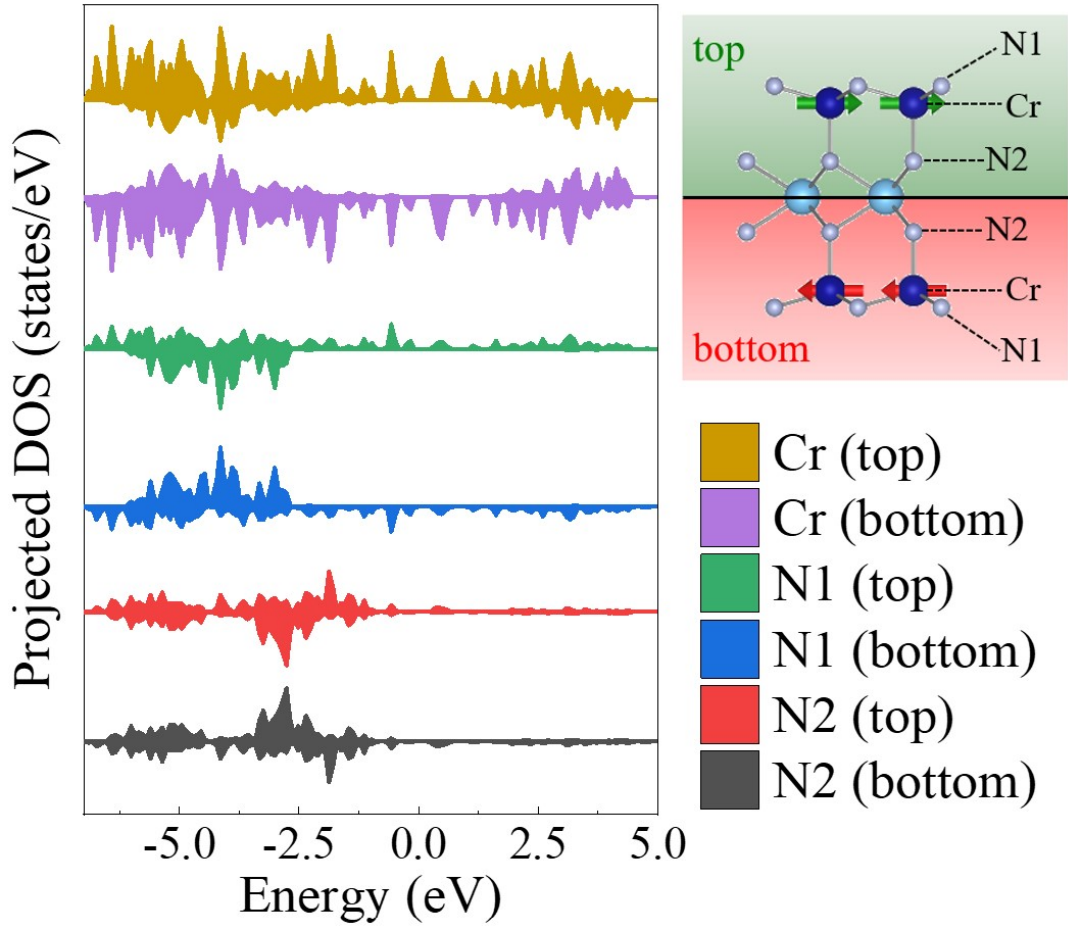 Projected DOS (states/eV)
-5.0
-2.5
0.0
2.5
5.0
Energy (eV)
top
N1
Cr
N2
N2
Cr
bottom
N1
Cr (top)
Cr (bottom)
N1 (top)
N1 (bottom)
N2 (top)
N2 (bottom)